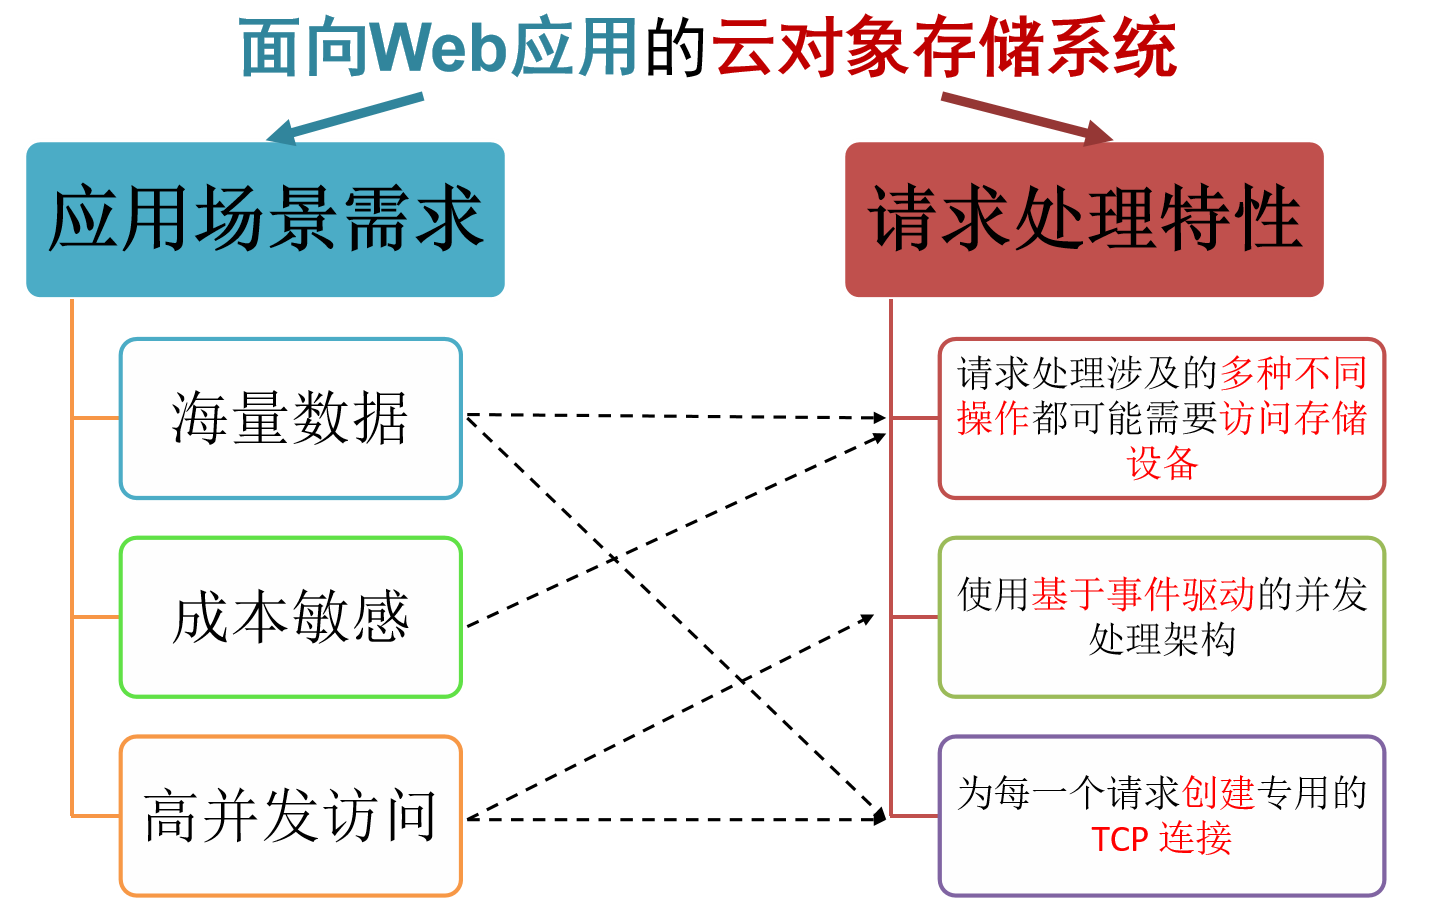 面向Web应用的云对象存储系统
应用场景需求
海量数据
成本敏感
高并发访问
请求处理特性
请求处理涉及的多种不同
操作都可能需要访问存储
设备
使用基于事件驱动的并发
处理架构
为每一个请求创建专用的
TCP 连接